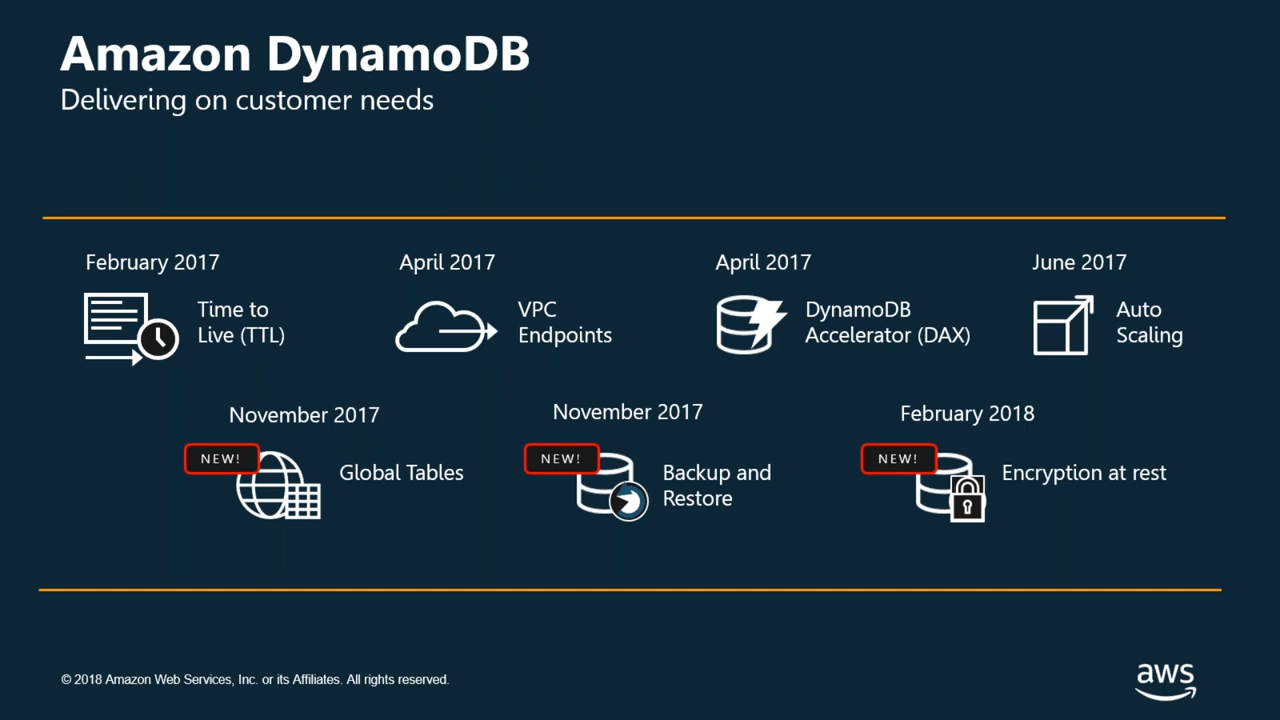 Amazon DynamoDB
Delivering on customer needs
February 2017
Time to
Live (TTL)
April 2017
VPC
Endpoints
April 2017
DynamoDB
Accelerator (DAX)
June 2017
Auto
Scaling
November 2017
NEW!
Global Tables
November 2017
NEW!
Backup and
Restore
February 2018
NEW!
Encryption at rest
© 2018 Amazon Web Services, Inc. or its Affiliates. All rights reserved.
aws